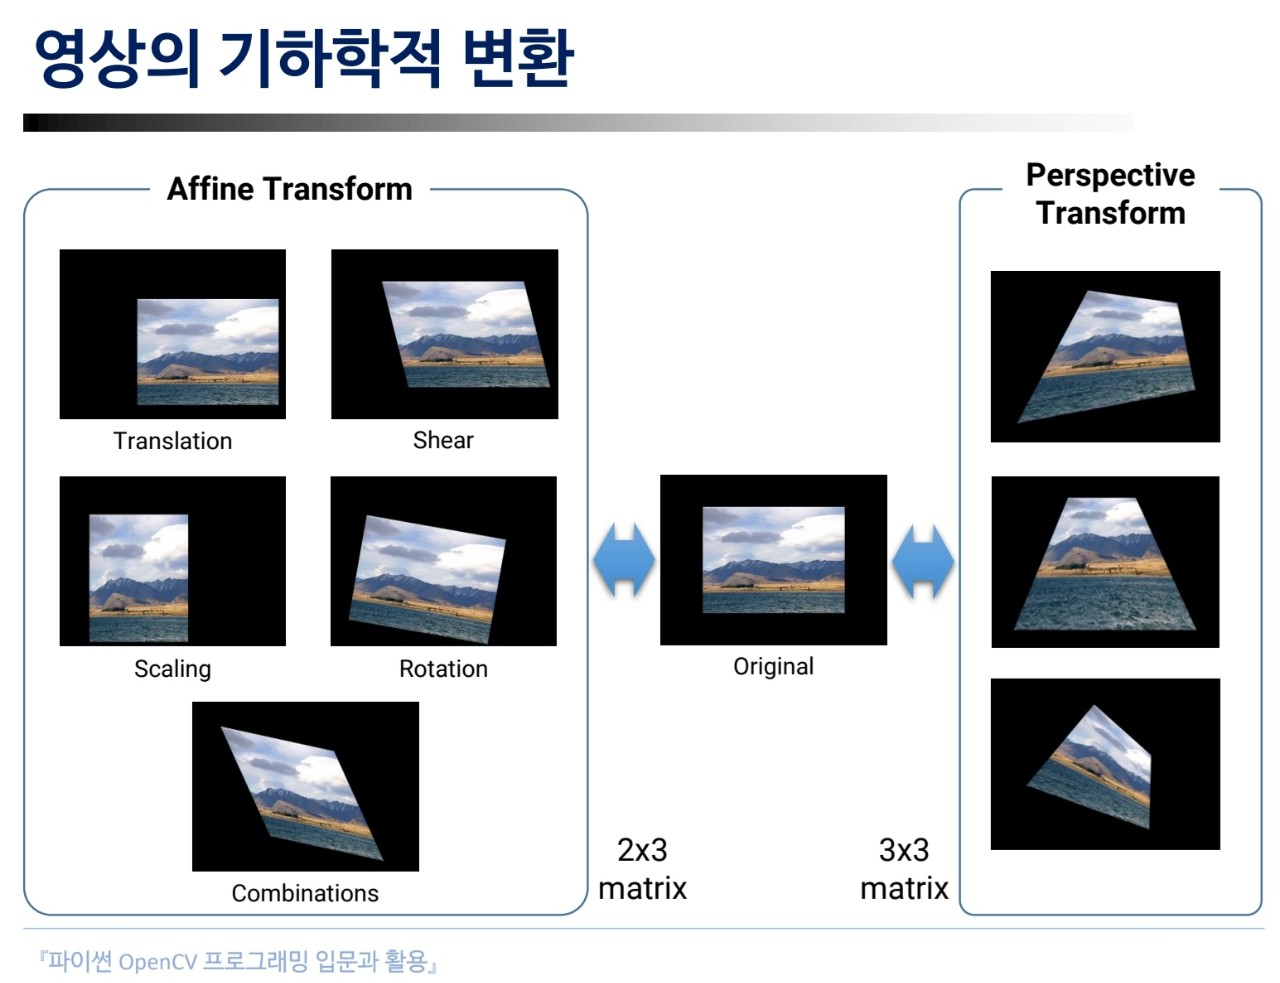 영상의 기하학적 변환
Affine Transform
Translation
Shear
Scaling
Rotation
Combinations
Original
2x3
matrix
3x3
matrix
Perspective
Transform
『파이썬 OpenCV 프로그래밍 입문과 활용』